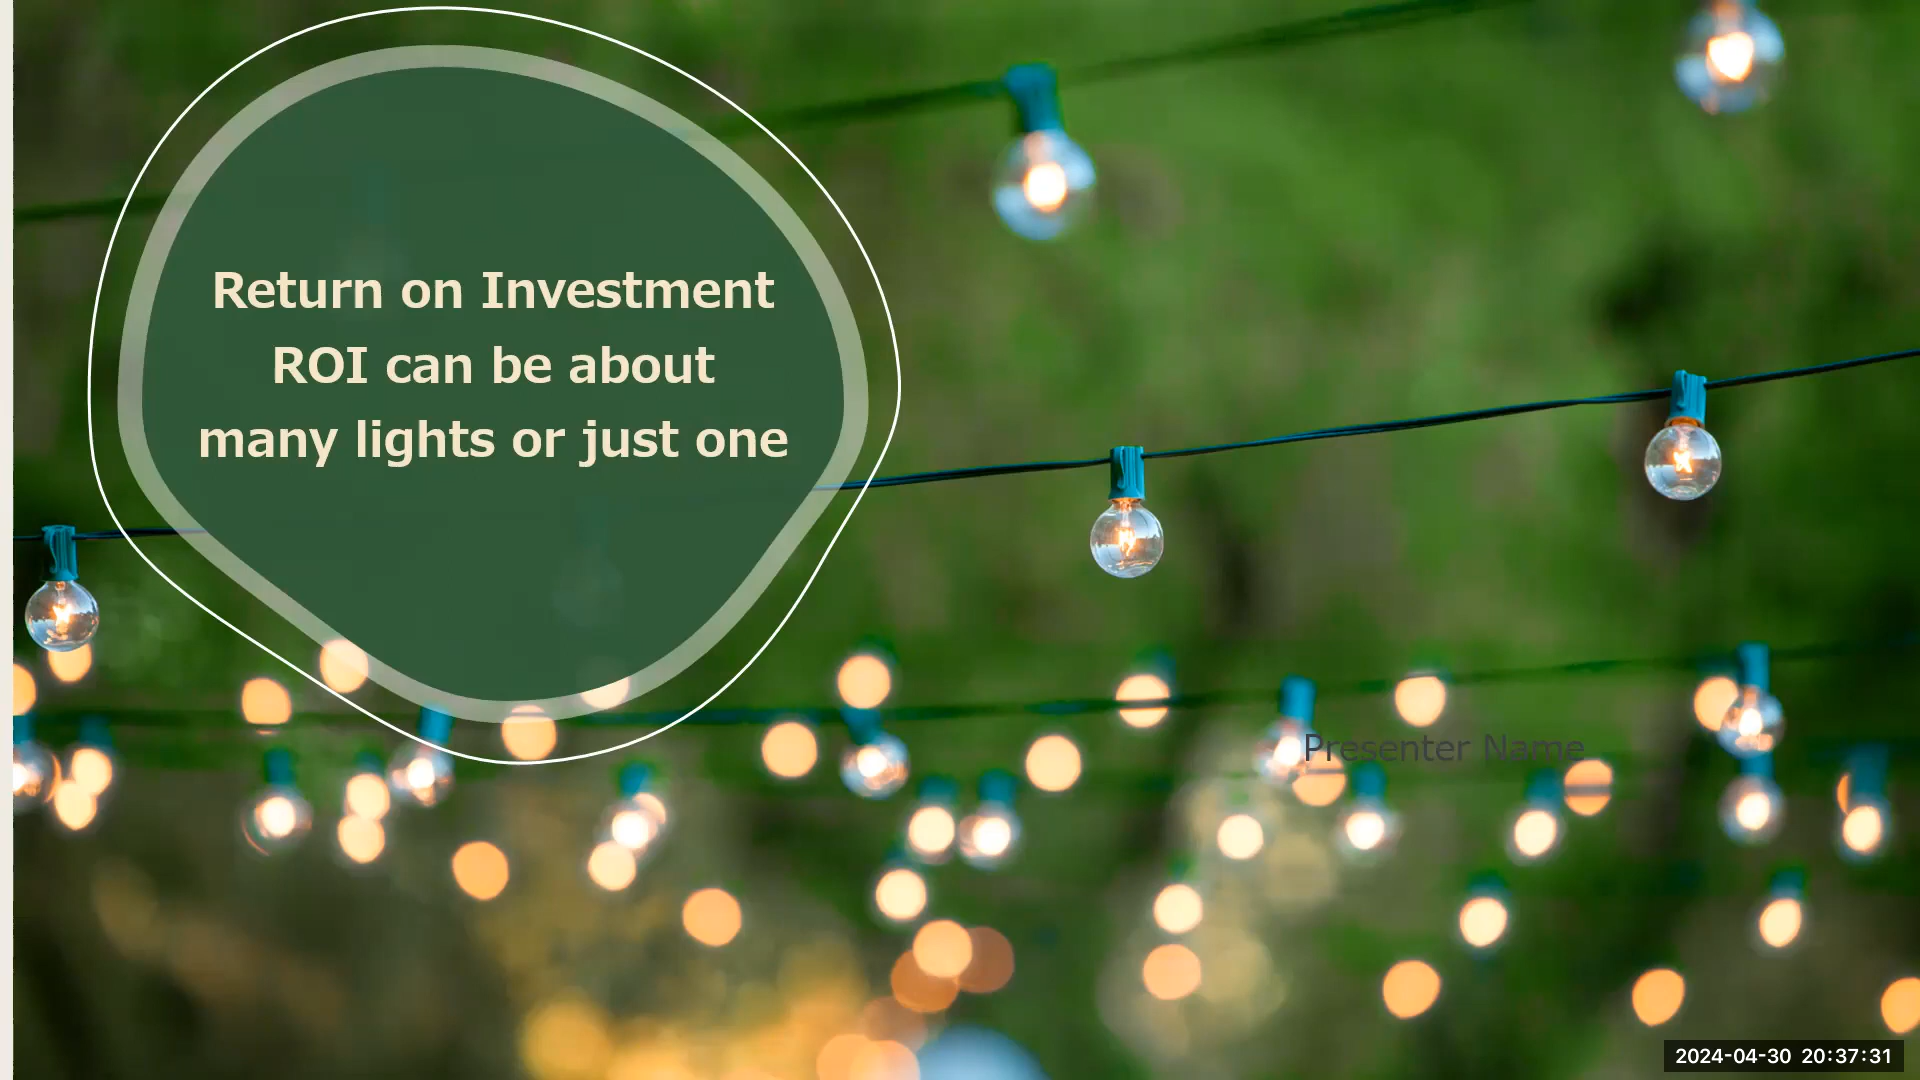 Return on Investment
ROI can be about
many lights or just one
Presenter Name
2024-04-30 20:37:31